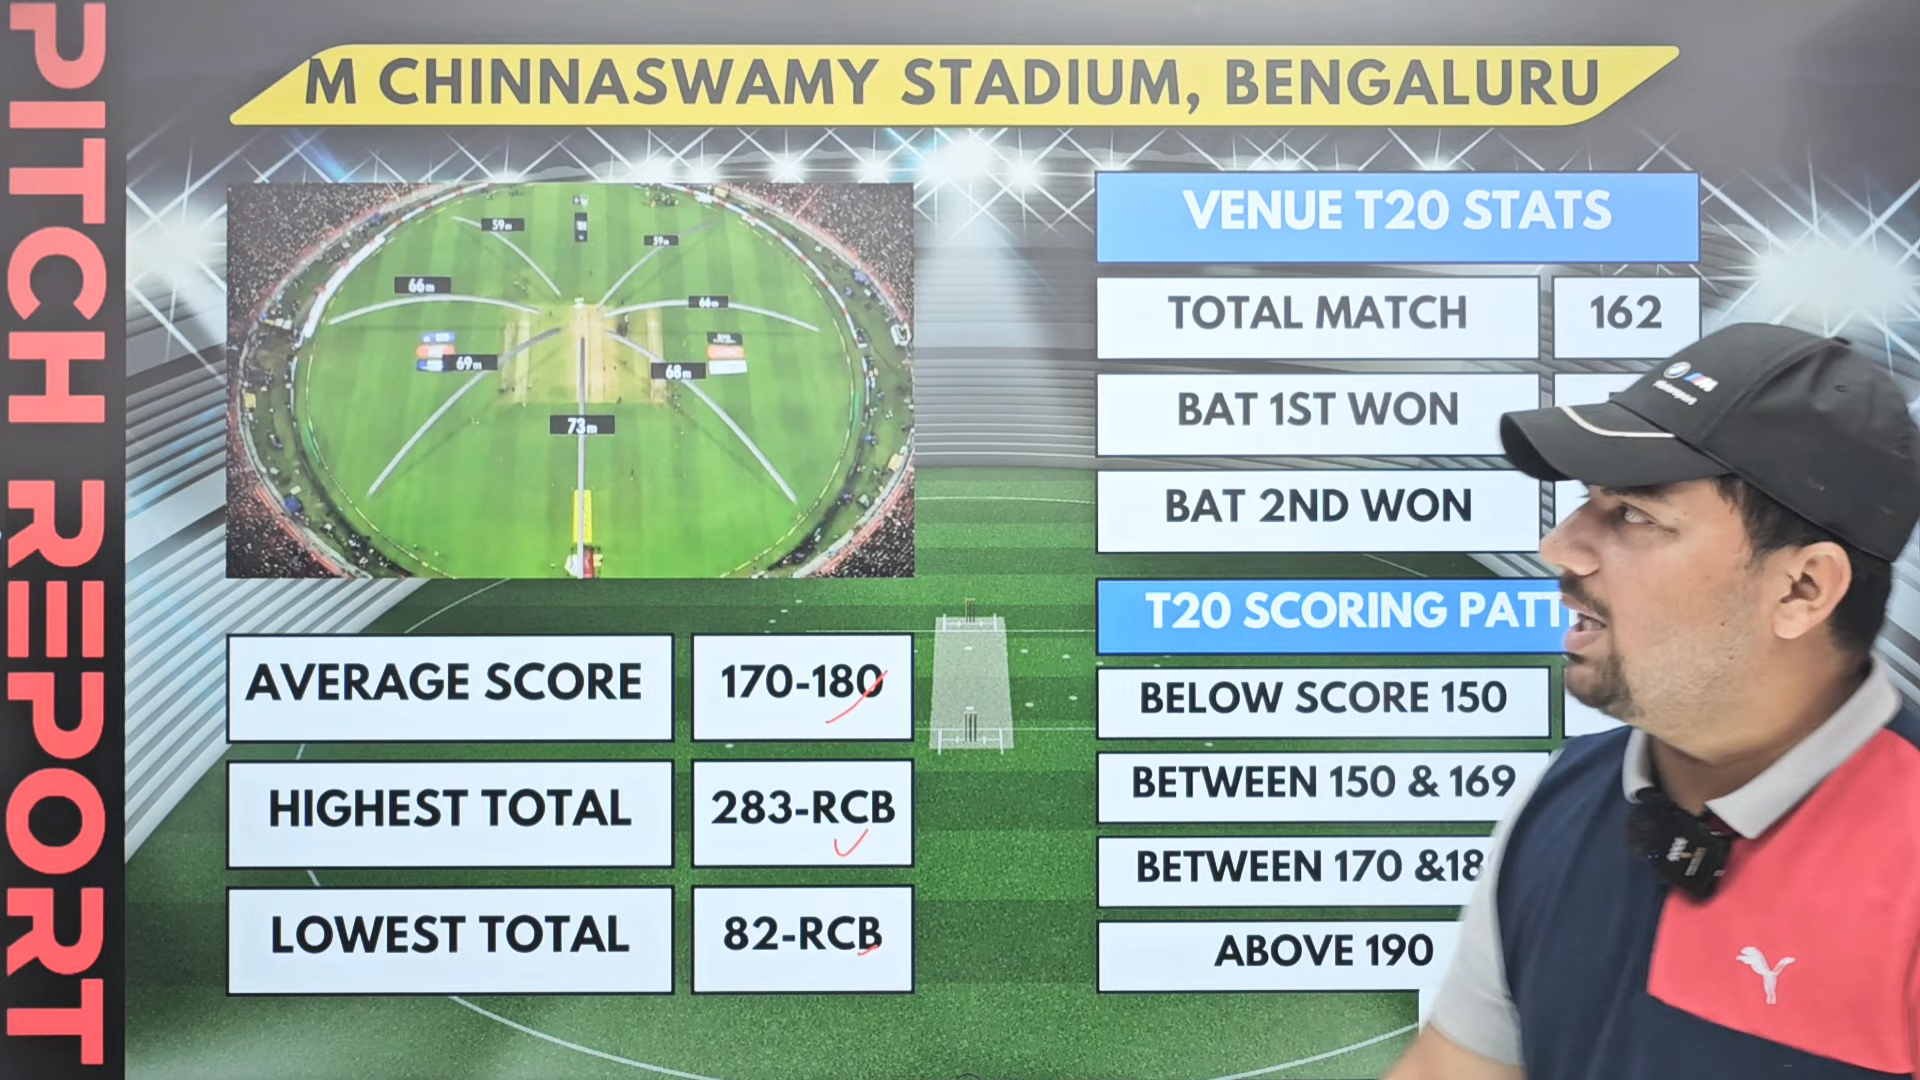 PITCH REPORT
M CHINNASWAMY STADIUM, BENGALURU
59m
59m
66m
66m
69m
68m
73m
AVERAGE SCORE 170-180
HIGHEST TOTAL 283-RCB
LOWEST TOTAL 82-RCB
VENUE T20 STATS
TOTAL MATCH 162
BAT 1ST WON
BAT 2ND WON
T20 SCORING
BELOW SCORE 150
BETWEEN 150 & 169
BETWEEN 170
ABOVE 190